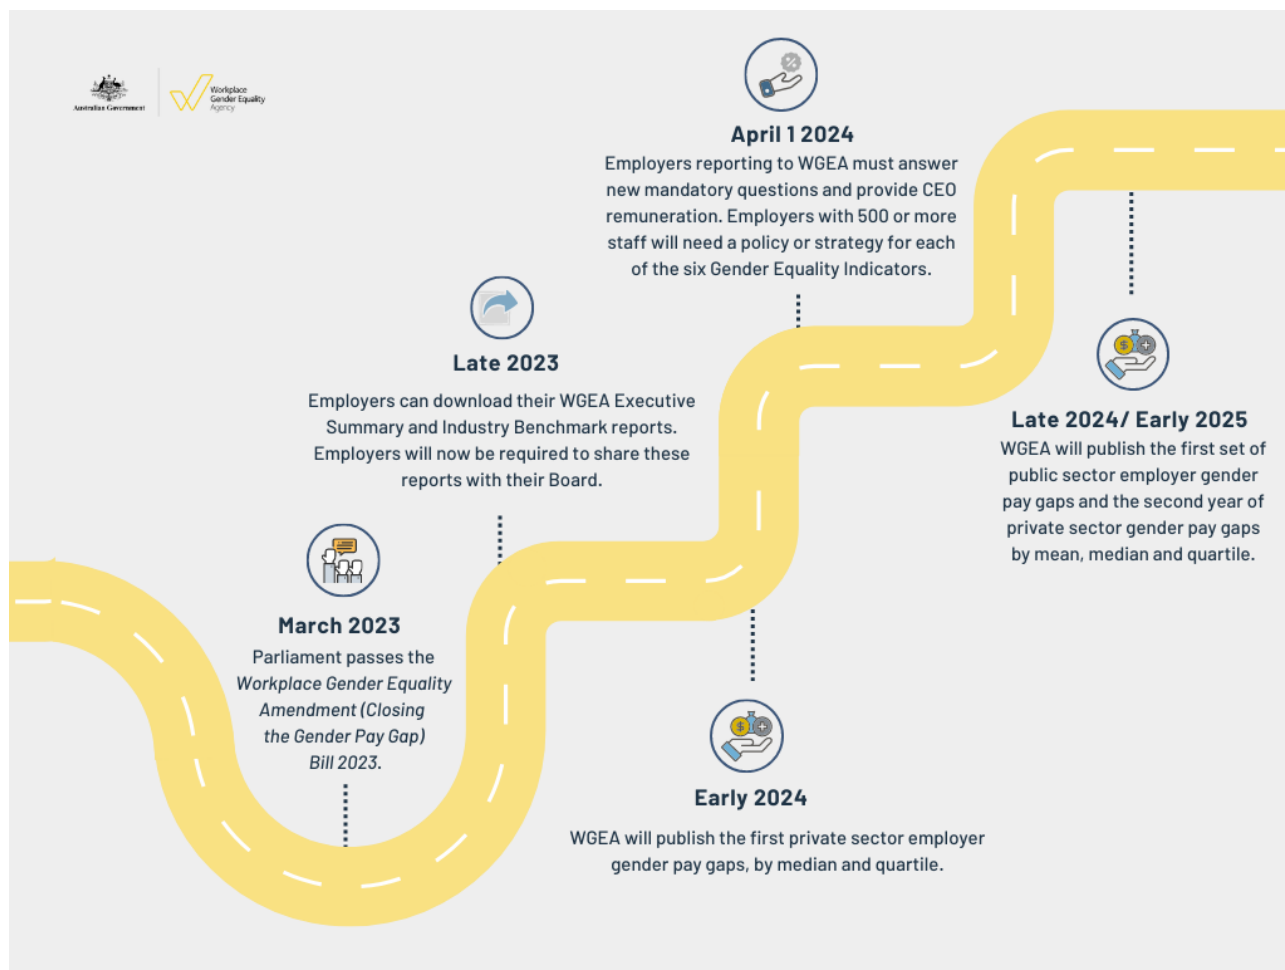 Australian Government
Workplace
Gender Equality
Agency
April 1 2024
Employers reporting to WGEA must answer
new mandatory questions and provide CEO
remuneration. Employers with 500 or more
staff will need a policy or strategy for each
of the six Gender Equality Indicators.
Late 2023
Employers can download their WGEA Executive
Summary and Industry Benchmark reports.
Employers will now be required to share these
reports with their Board.
Late 2024/ Early 2025
WGEA will publish the first set of
public sector employer gender
pay gaps and the second year of
private sector gender pay gaps
by mean, median and quartile.
March 2023
Parliament passes the
Workplace Gender Equality
Amendment (Closing
the Gender Pay Gap)
Bill 2023.
Early 2024
WGEA will publish the first private sector employer
gender pay gaps, by median and quartile.